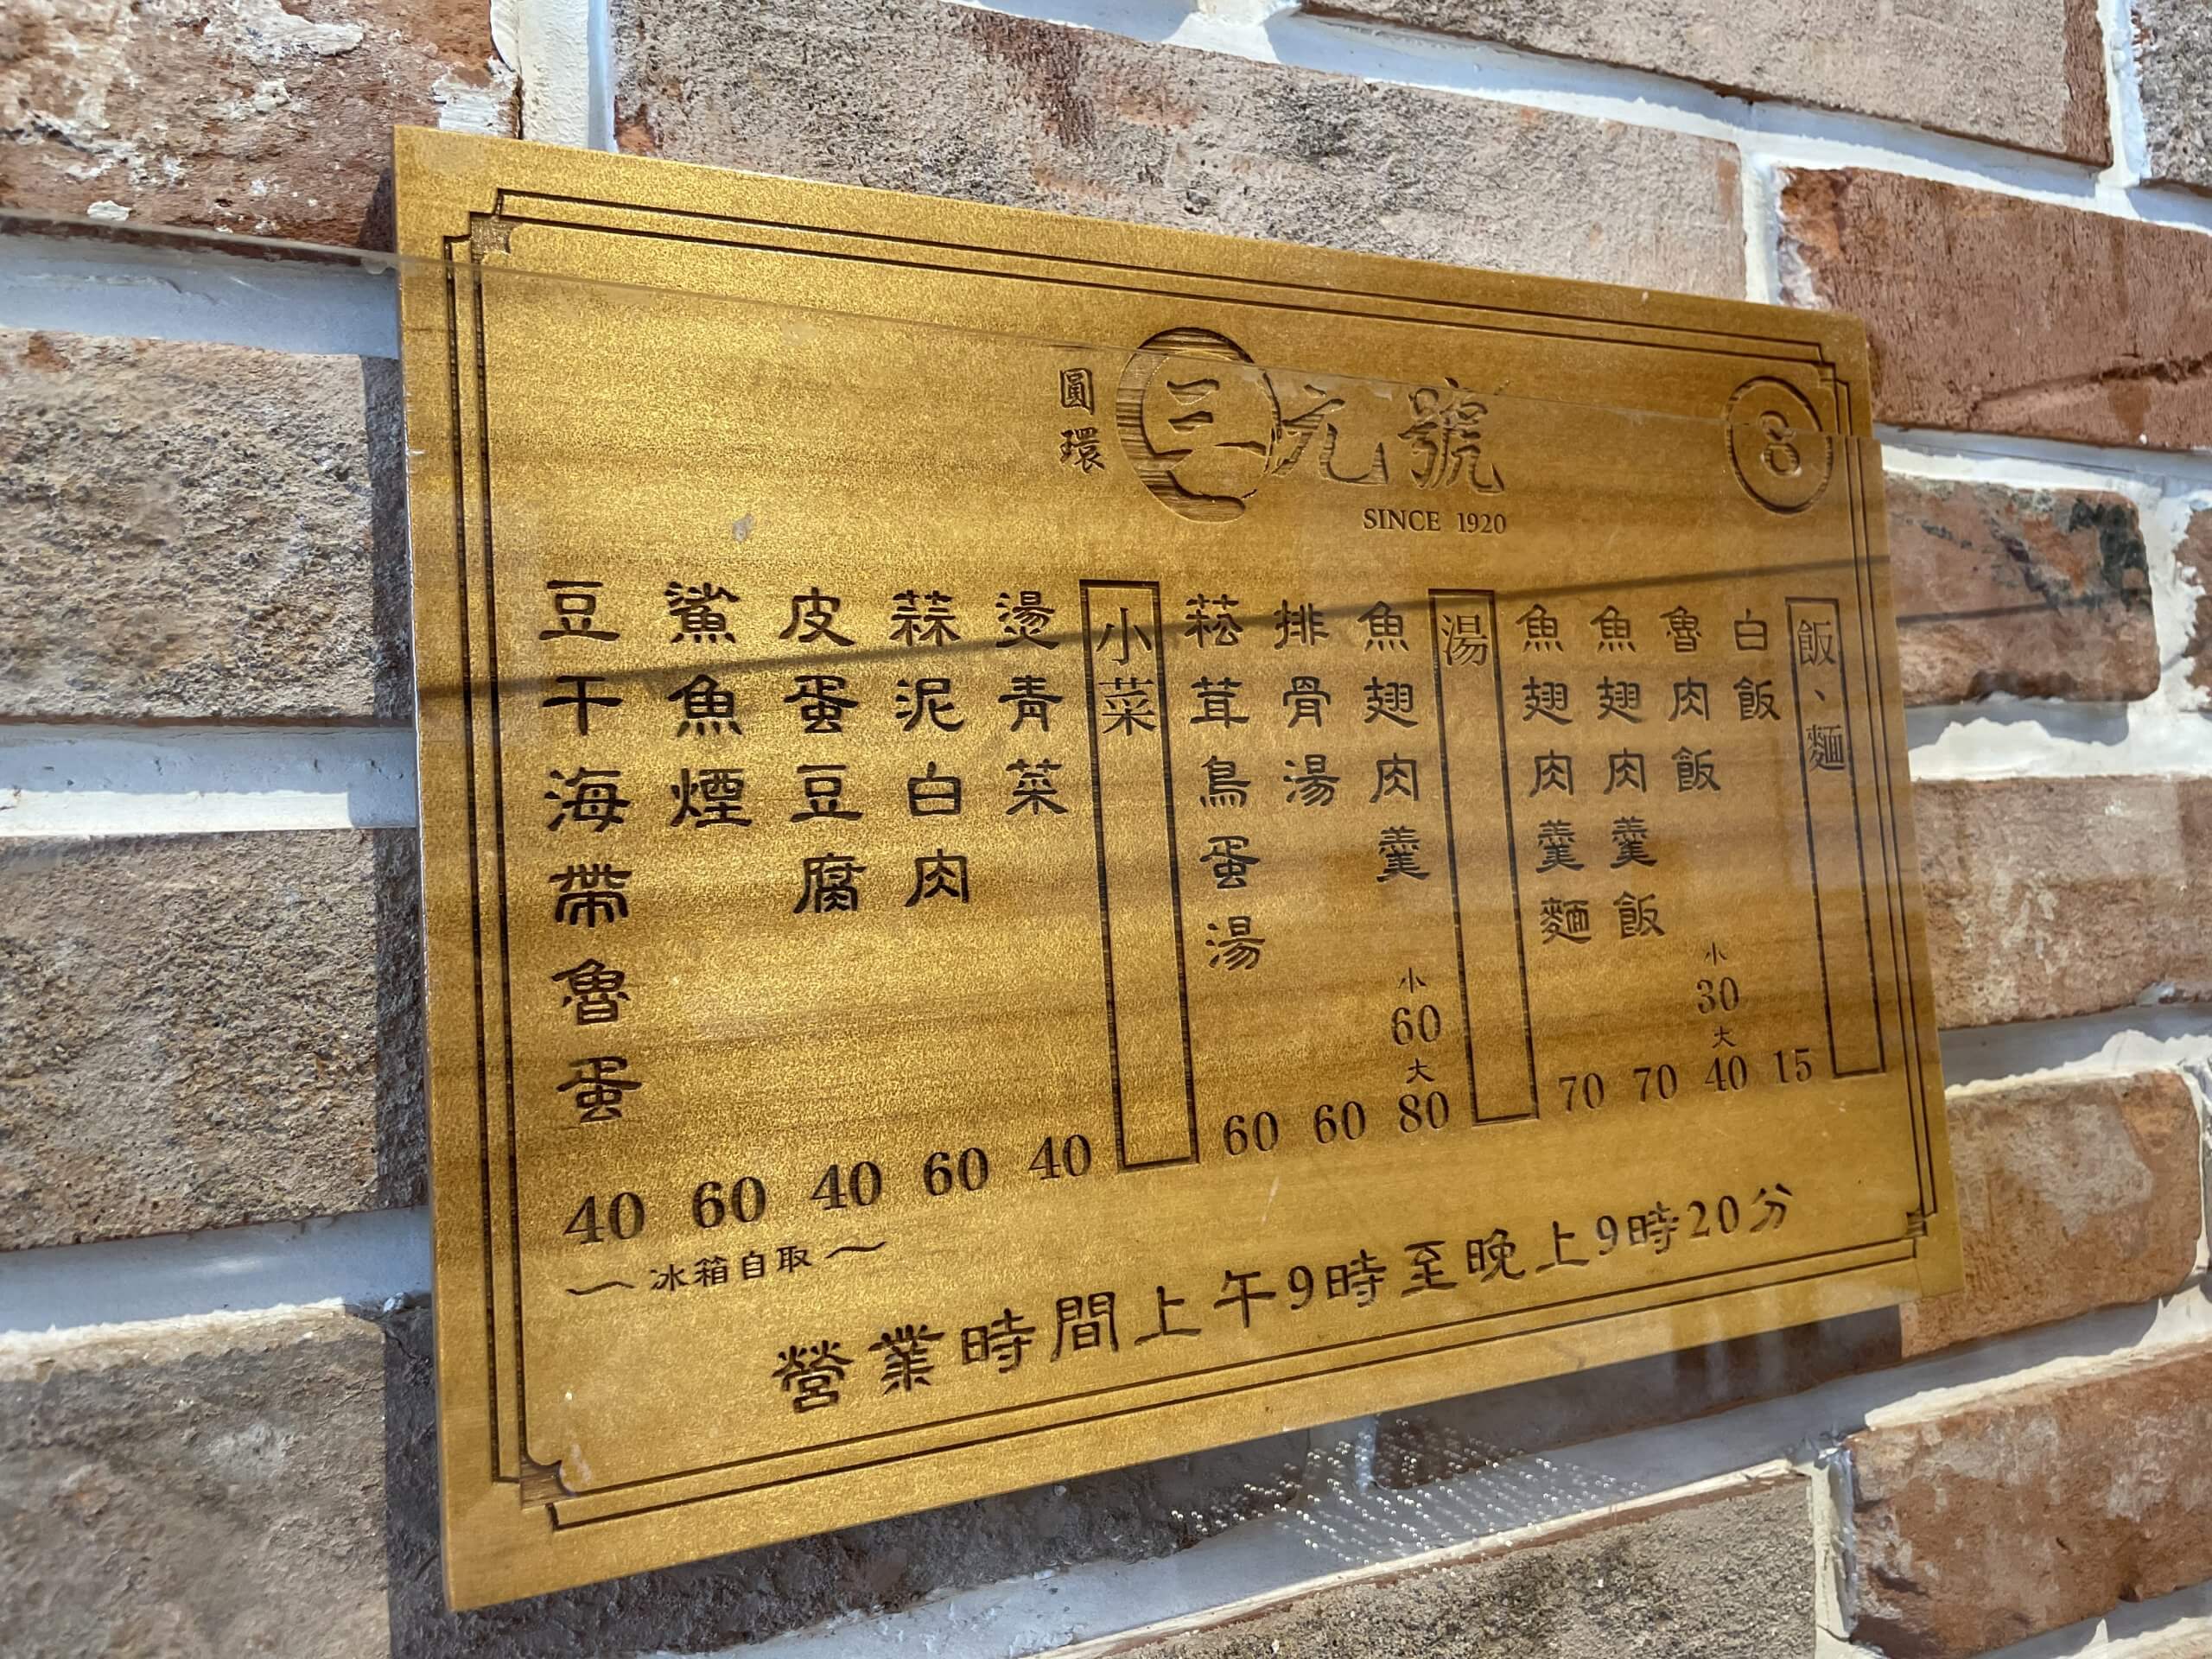 圓環
三元號
SINCE 1920
8
飯、麵
白飯 15
魯肉飯 小30 大40
魚翅肉羹飯 70
魚翅肉羹麵 70
湯
魚翅肉羹 小60 大80
排骨湯 60
菘茸鳥蛋湯 60
小菜
燙青菜 40
蒜泥白肉 60
皮蛋豆腐 40
鯊魚煙 60
豆干海帶魯蛋 40
～冰箱自取～
營業時間上午9時至晚上9時20分